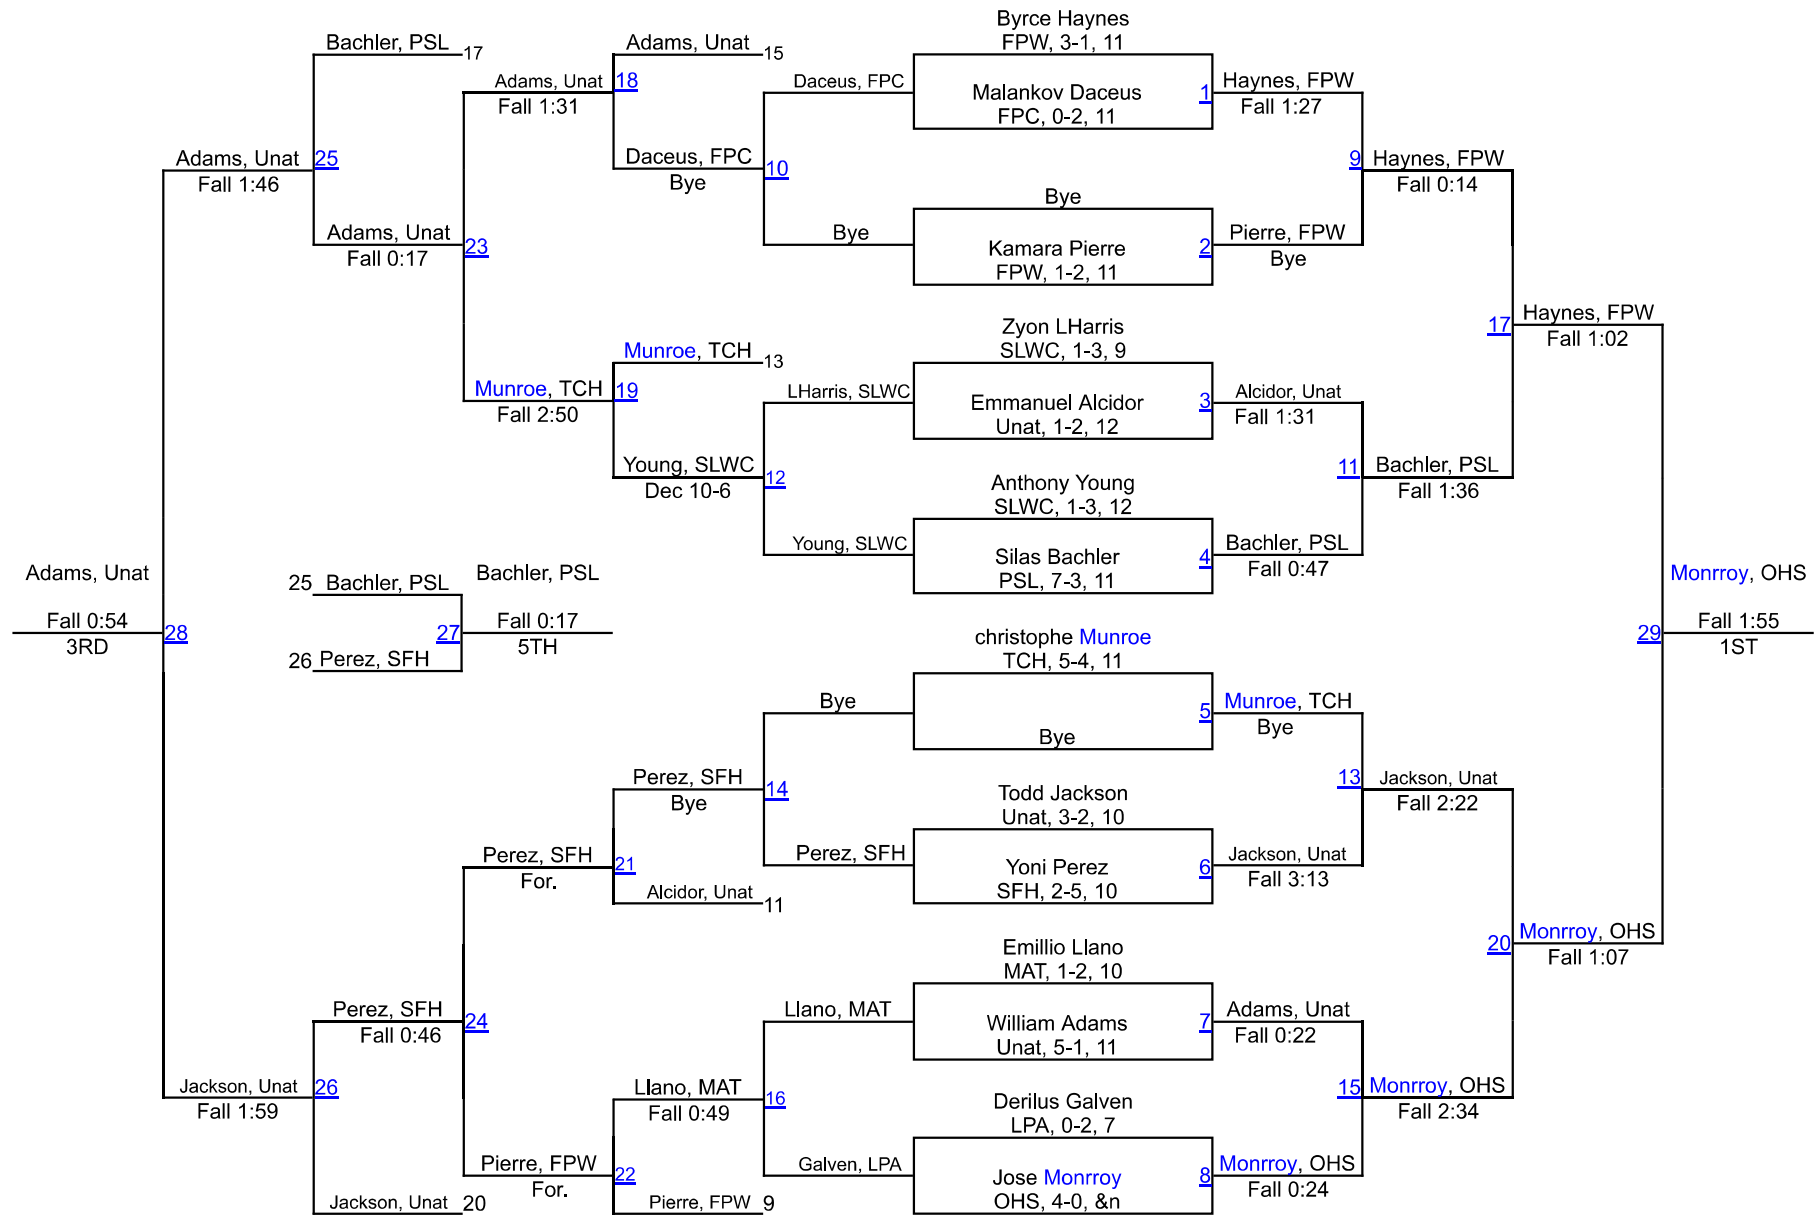 Byrce Haynes
FPW, 3-1, 11
Bachler, PSL
17
Adams, Unat
15
Adams, Unat
18
Fall 1:31
Daceus, FPC
Malankov Daceus
FPC, 0-2, 11
1
Haynes, FPW
Fall 1:27
Adams, Unat
25
Fall 1:46
Daceus, FPC
10
Bye
9
Haynes, FPW
Fall 0:14
Bye
Adams, Unat
23
Fall 0:17
Bye
Kamara Pierre
FPW, 1-2, 11
2
Pierre, FPW
Bye
Zyon LHarris
SLWC, 1-3, 9
17
Haynes, FPW
Fall 1:02
Munroe, TCH
13
Munroe, TCH
19
Fall 2:50
LHarris, SLWC
Emmanuel Alcidor
Unat, 1-2, 12
3
Alcidor, Unat
Fall 1:31
Young, SLWC
12
Dec 10-6
Anthony Young
SLWC, 1-3, 12
11
Bachler, PSL
Fall 1:36
Young, SLWC
Silas Bachler
PSL, 7-3, 11
4
Bachler, PSL
Fall 0:47
Adams, Unat
Fall 0:54
3RD
28
25
Bachler, PSL
26
Perez, SFH
27
Bachler, PSL
Fall 0:17
5TH
Monrroy, OHS
29
Fall 1:55
1ST
christophe Munroe
TCH, 5-4, 11
Bye
5
Munroe, TCH
Bye
Bye
Perez, SFH
14
Bye
Todd Jackson
Unat, 3-2, 10
13
Jackson, Unat
Fall 2:22
Perez, SFH
21
For.
Perez, SFH
Yoni Perez
SFH, 2-5, 10
6
Jackson, Unat
Fall 3:13
Alcidor, Unat
11
Emillio Llano
MAT, 1-2, 10
20
Monrroy, OHS
Fall 1:07
Perez, SFH
24
Fall 0:46
Llano, MAT
William Adams
Unat, 5-1, 11
7
Adams, Unat
Fall 0:22
Jackson, Unat
26
Fall 1:59
Llano, MAT
16
Fall 0:49
Derilus Galven
LPA, 0-2, 7
15
Monrroy, OHS
Fall 2:34
Pierre, FPW
22
For.
Galven, LPA
Jose Monrroy
OHS, 4-0, &n
8
Monrroy, OHS
Fall 0:24
Jackson, Unat
20
Pierre, FPW
9